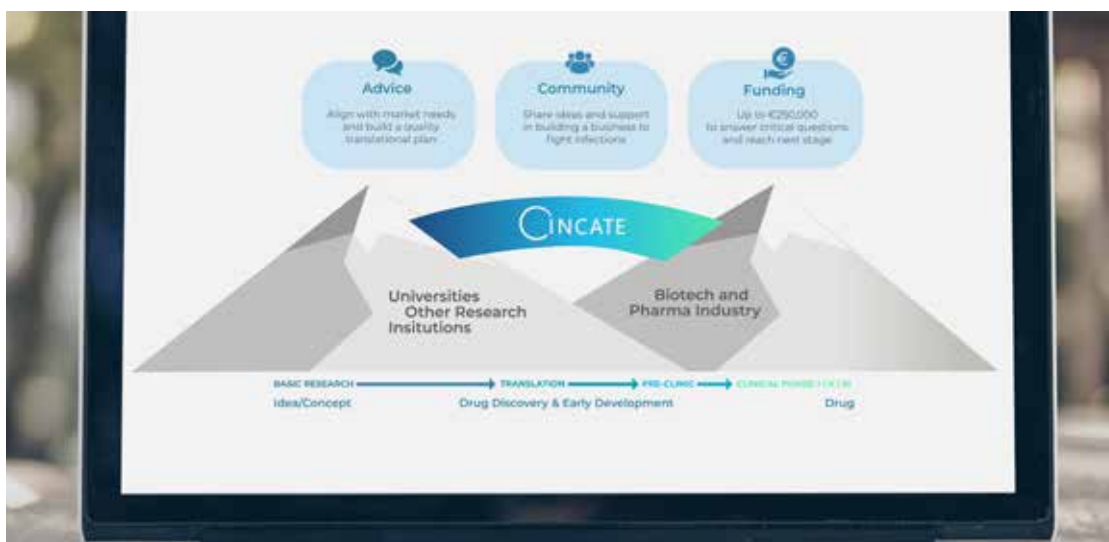 Advice
Align with market needs
and build a quality
translational plan
Community
Share ideas and support
in building a business to
fight infections
Funding
Up to €250,000
to answer critical questions
and reach next stage
INCATE
Universities
Other Research
Insitutions
Biotech and
Pharma Industry
BASIC RESEARCH TRANSLATION PRE-CLINIC CLINICAL PHASE
Idea/Concept Drug Discovery & Early Development Drug